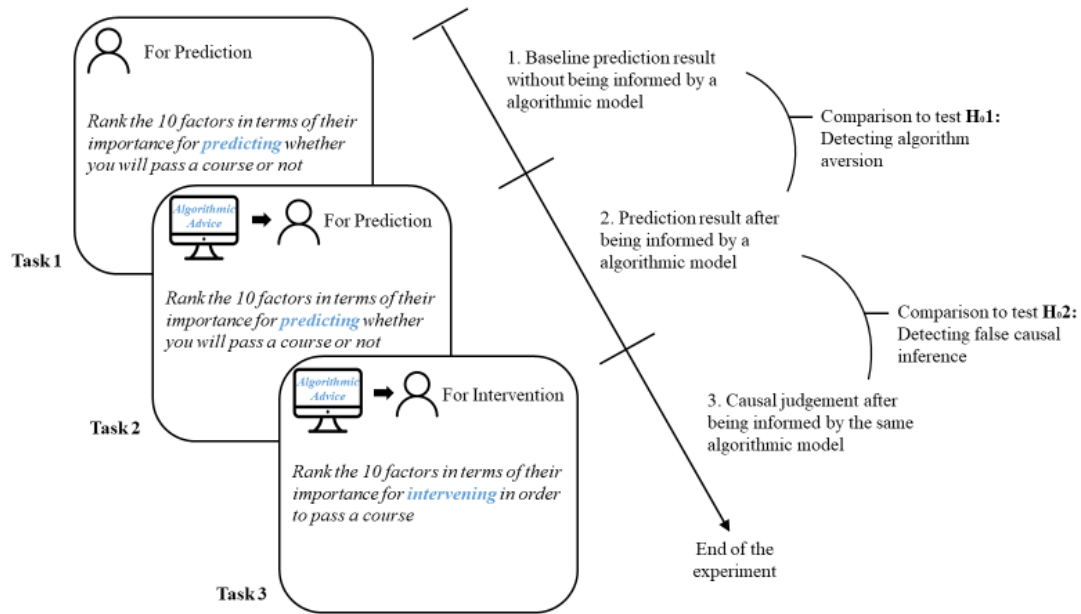 For Prediction
Rank the 10 factors in terms of their
importance for predicting whether
you will pass a course or not
Task 1
Algorithmic
Advice
For Prediction
Rank the 10 factors in terms of their
importance for predicting whether
you will pass a course or not
Task 2
Algorithmic
Advice
For Intervention
Rank the 10 factors in terms of their
importance for intervening in order
to pass a course
Task 3
1. Baseline prediction result
without being informed by a
algorithmic model
Comparison to test H₀1:
Detecting algorithm
aversion
2. Prediction result after
being informed by a
algorithmic model
Comparison to test H₀2:
Detecting false causal
inference
3. Causal judgement after
being informed by the same
algorithmic model
End of the
experiment